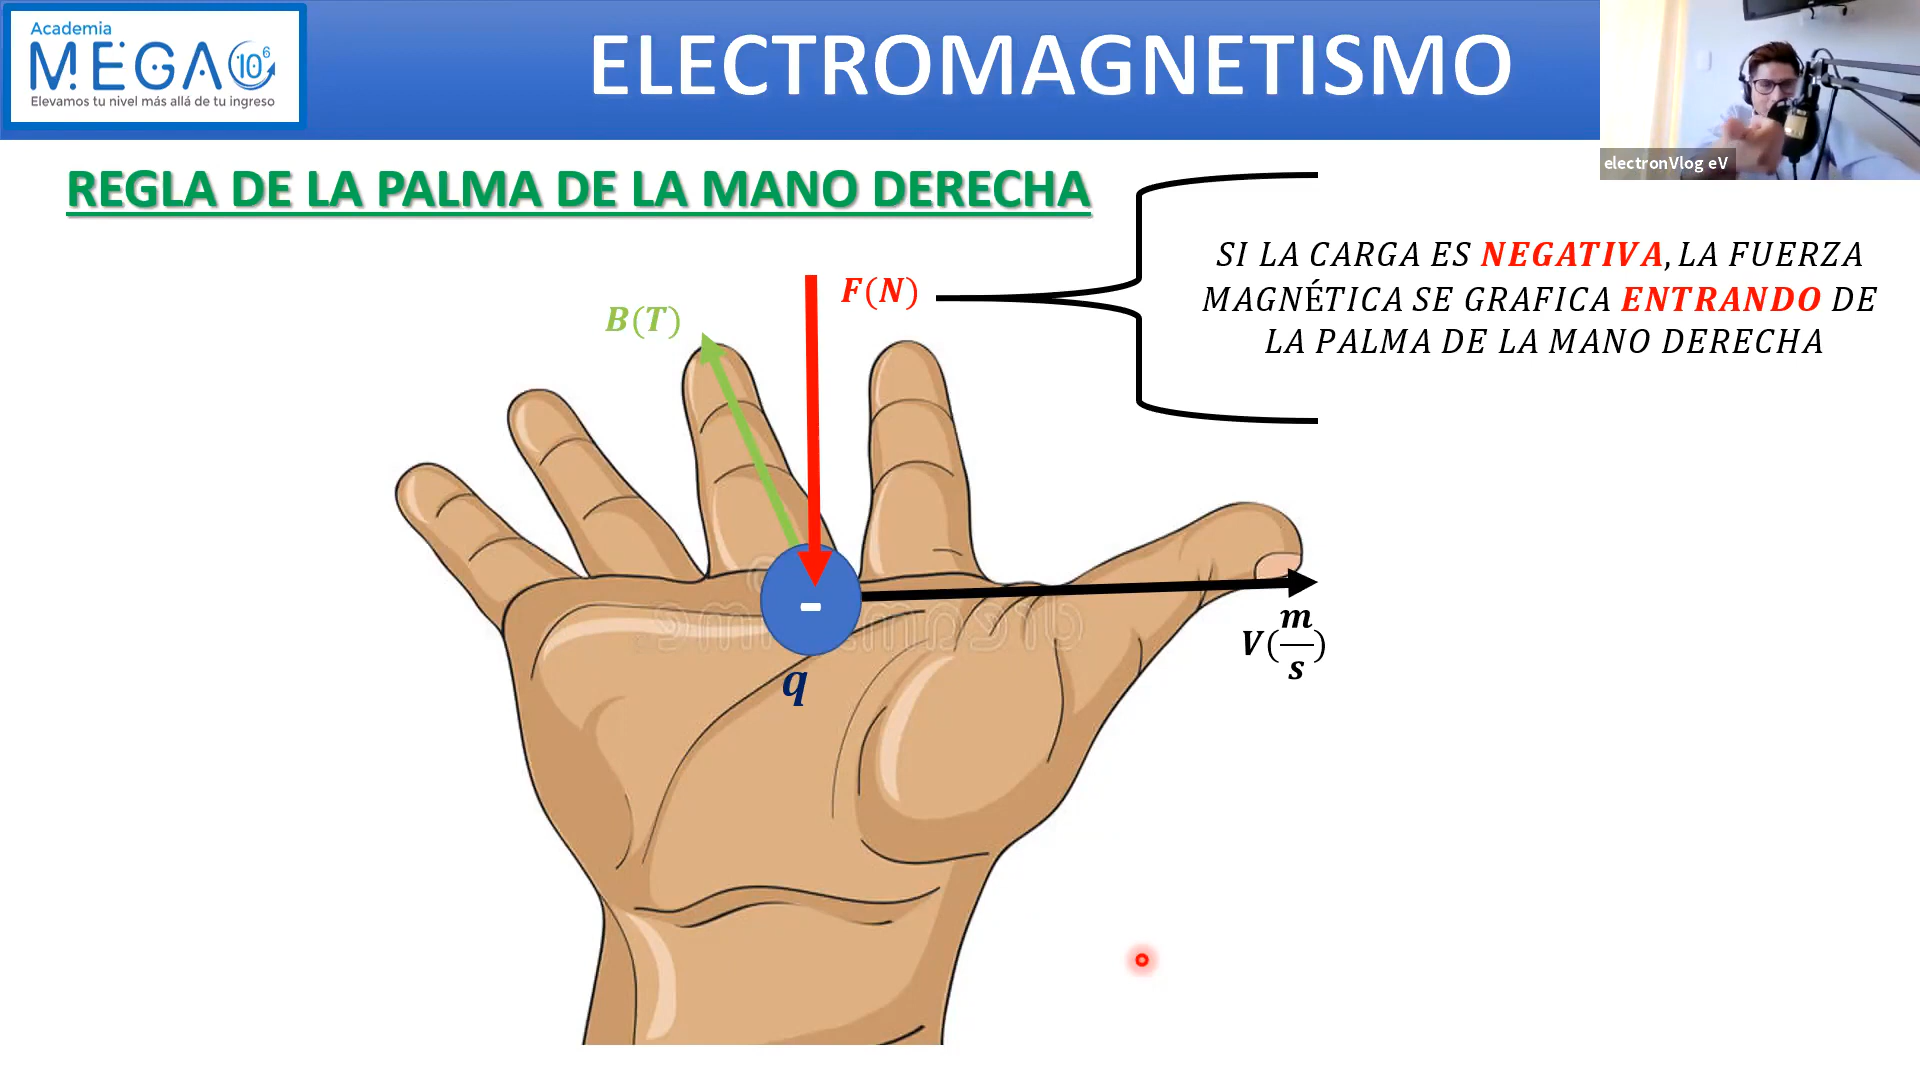 Academia
MEGA 10⁶
Elevamos tu nivel más allá de tu ingreso
ELECTROMAGNETISMO
electronVlog eV
REGLA DE LA PALMA DE LA MANO DERECHA
SI LA CARGA ES NEGATIVA, LA FUERZA
MAGNÉTICA SE GRAFICA ENTRANDO DE
LA PALMA DE LA MANO DERECHA
F(N)
B(T)
-
q
V(m/s)